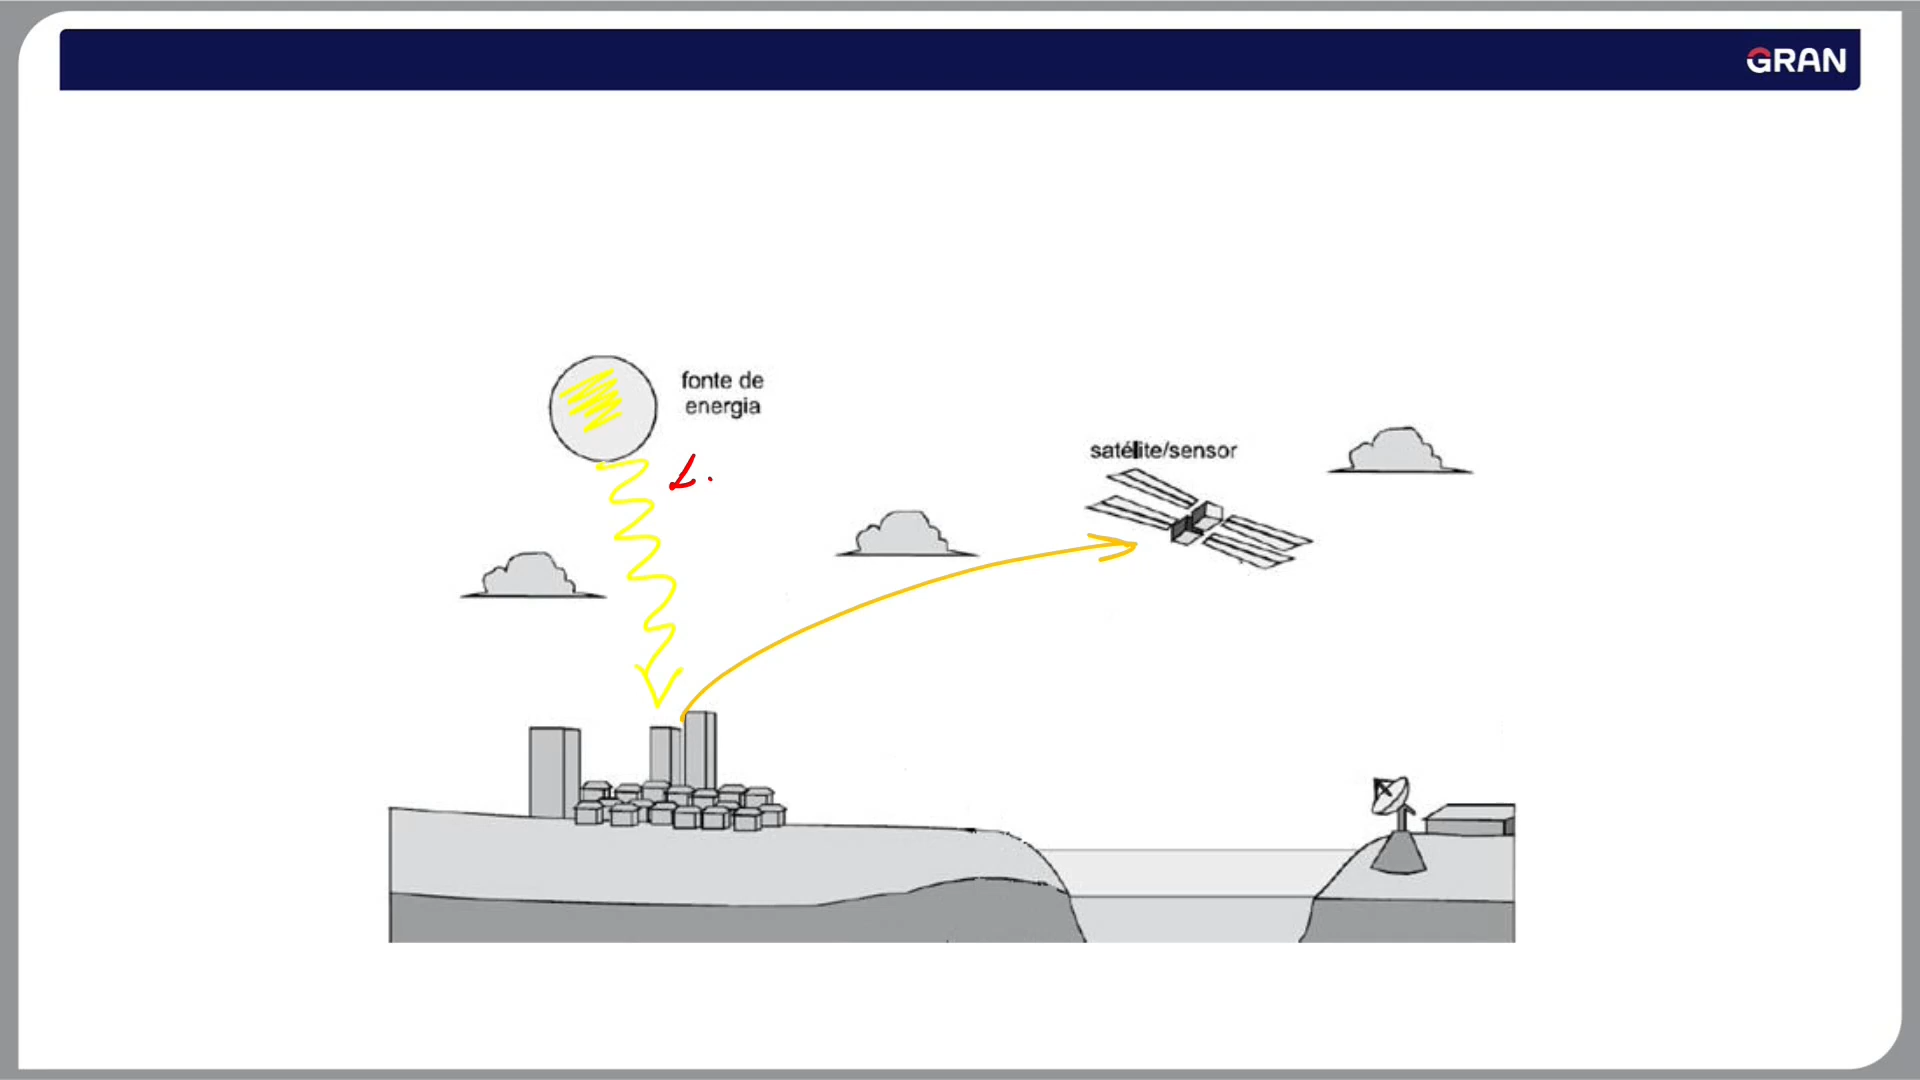 GRAN
fonte de
energia
satélite/sensor